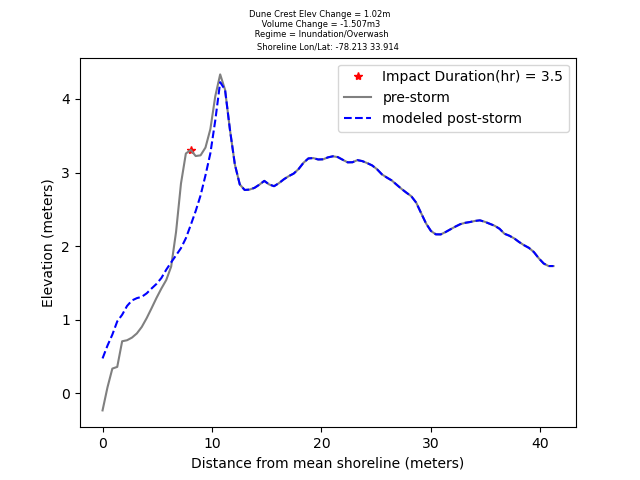 Dune Crest Elev Change = 1.02m
Volume Change = -1.507m3
Regime = Inundation/Overwash
Shoreline Lon/Lat: -78.213 33.914
Impact Duration(hr) = 3.5
pre-storm
modeled post-storm
Elevation (meters)
4
3
2
1
0
0 10 20 30 40
Distance from mean shoreline (meters)